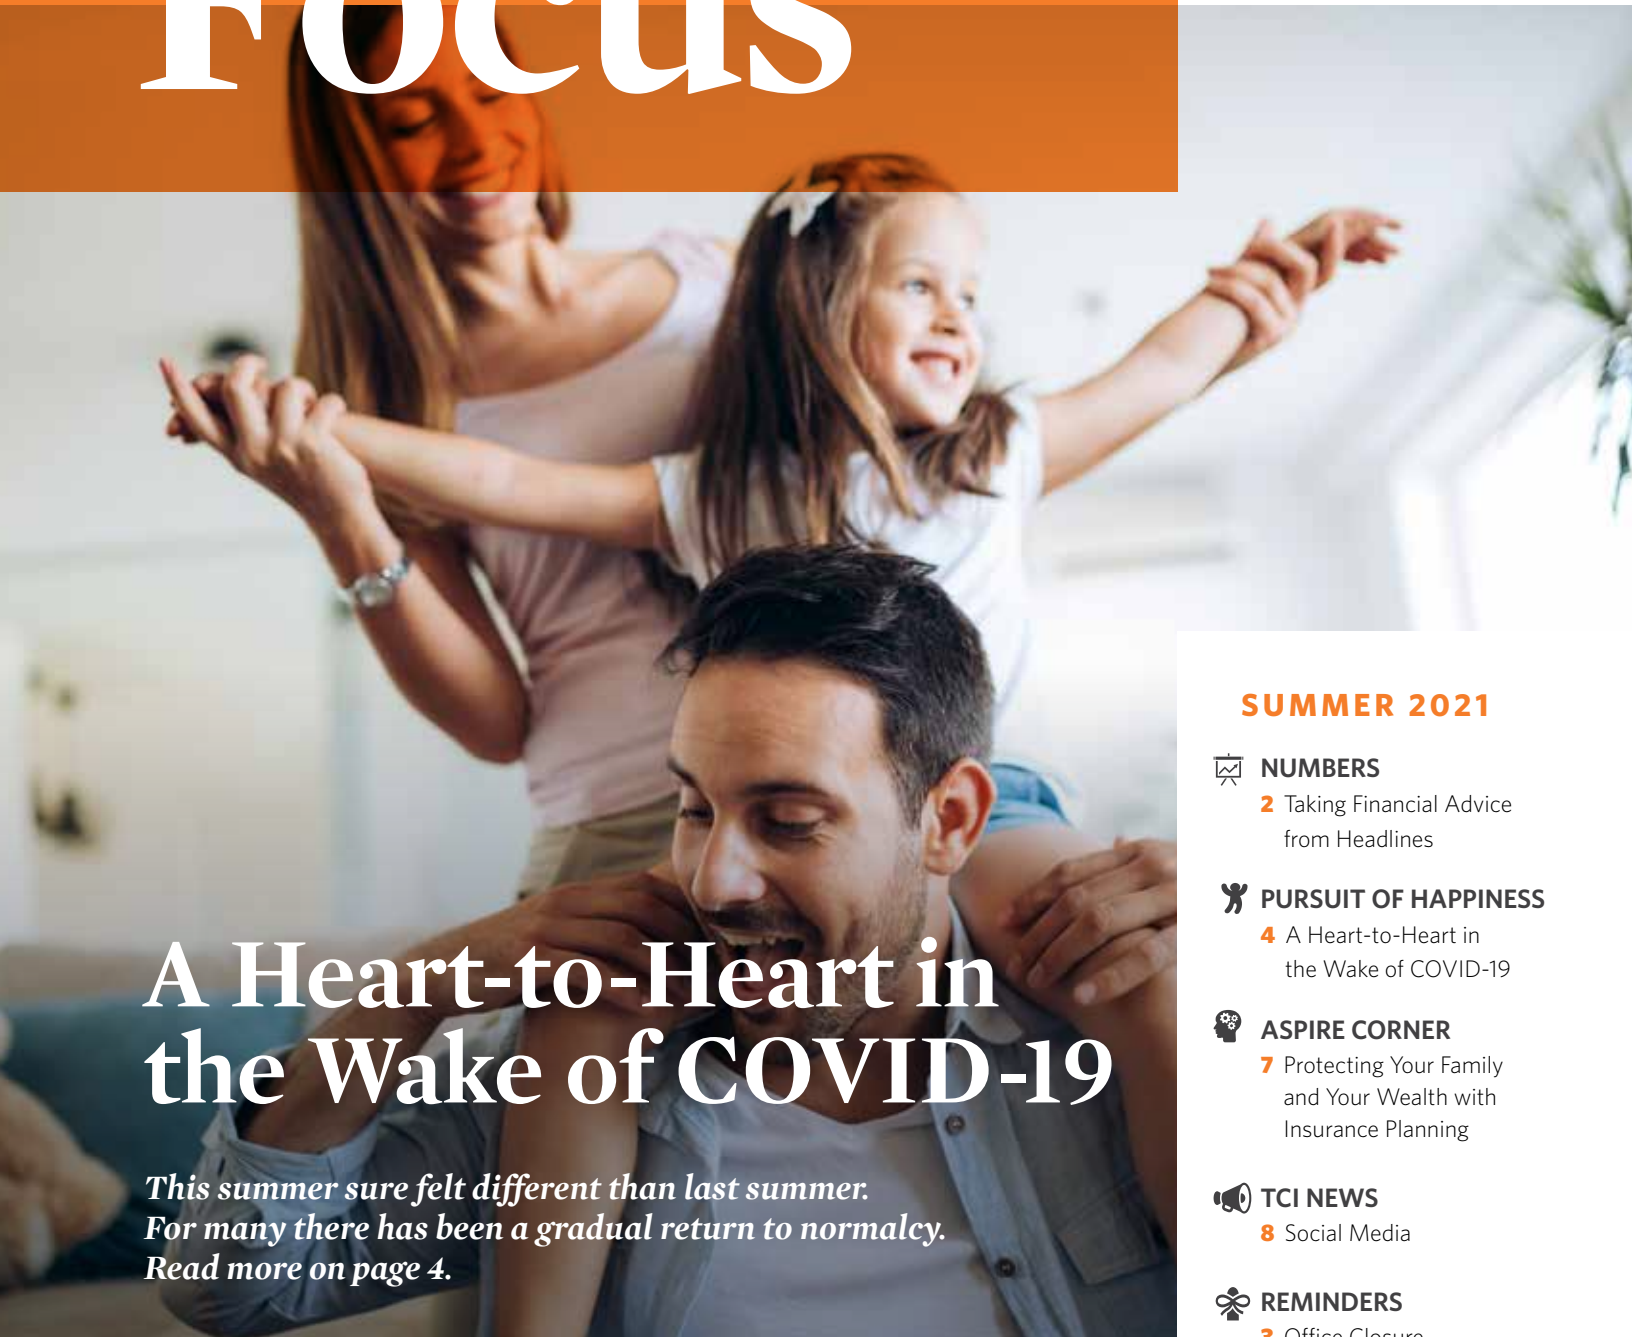 Focus
A Heart-to-Heart in
the Wake of COVID-19
This summer sure felt different than last summer.
For many there has been a gradual return to normalcy.
Read more on page 4.
SUMMER 2021
NUMBERS
2 Taking Financial Advice
from Headlines
PURSUIT OF HAPPINESS
4 A Heart-to-Heart in
the Wake of COVID-19
ASPIRE CORNER
7 Protecting Your Family
and Your Wealth with
Insurance Planning
TCI NEWS
8 Social Media
REMINDERS
3 Office Closure